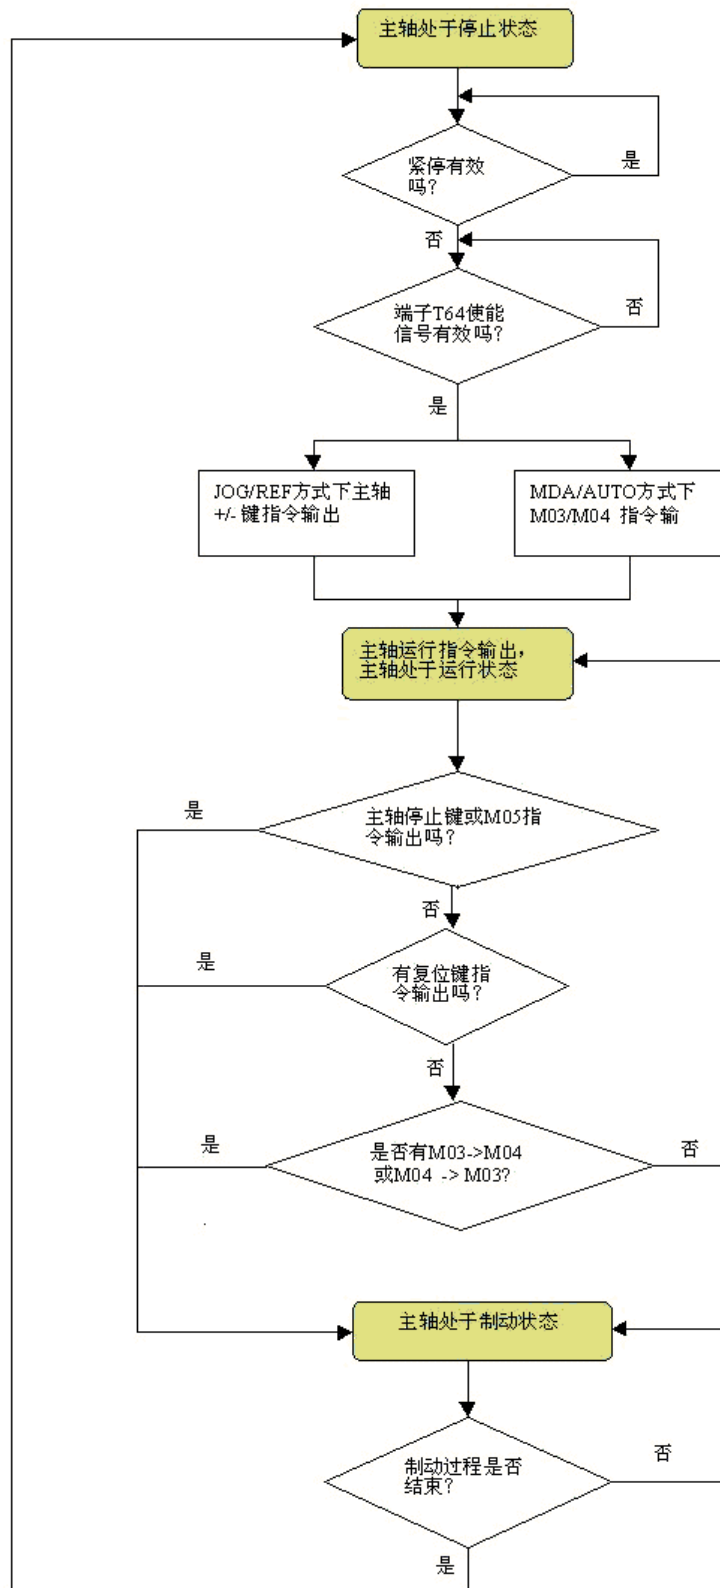 主轴处于停止状态
紧停有效
吗?
是
否
端子T64使能
信号有效吗?
否
是
JOG/REF方式下主轴
+/- 键指令输出
MDA/AUTO方式下
M03/M04 指令输
主轴运行指令输出，
主轴处于运行状态
主轴停止键或M05指
令输出吗?
是
否
有复位键指
令输出吗?
是
否
是否有M03->M04
或M04 -> M03?
是
否
主轴处于制动状态
制动过程是否
结束?
否
是